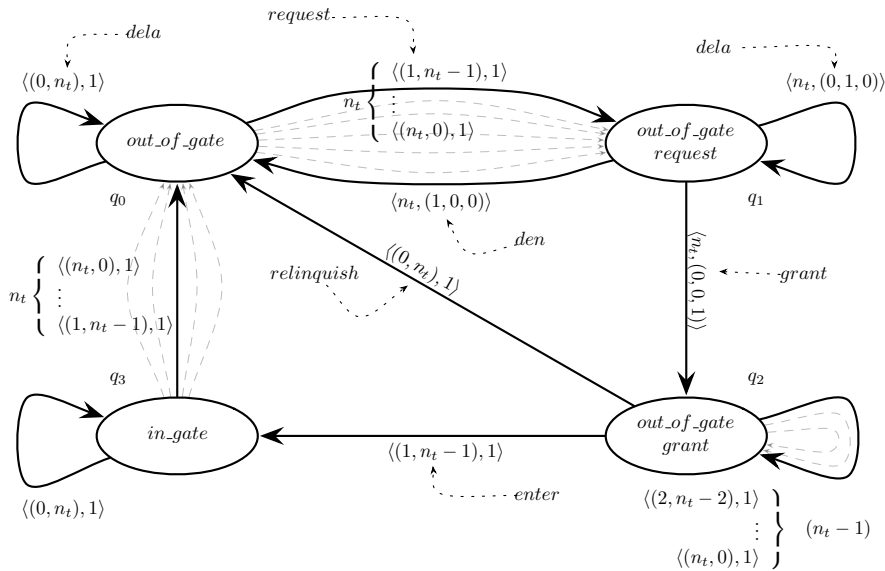 request
dela
dela
⟨(0, n_t), 1⟩
n_t { ⟨(1, n_t − 1), 1⟩
⋮
⟨(n_t, 0), 1⟩
⟨n_t, (0, 1, 0)⟩
out_of_gate
out_of_gate
request
q_0
⟨n_t, (1, 0, 0)⟩
q_1
den
⟨n_t, (0, 0, 1)⟩
grant
⟨(0, n_t), 1⟩
relinquish
n_t { ⟨(n_t, 0), 1⟩
⋮
⟨(1, n_t − 1), 1⟩
q_3
q_2
in_gate
out_of_gate
grant
⟨(1, n_t − 1), 1⟩
enter
⟨(0, n_t), 1⟩
⟨(2, n_t − 2), 1⟩
⋮ } (n_t − 1)
⟨(n_t, 0), 1⟩